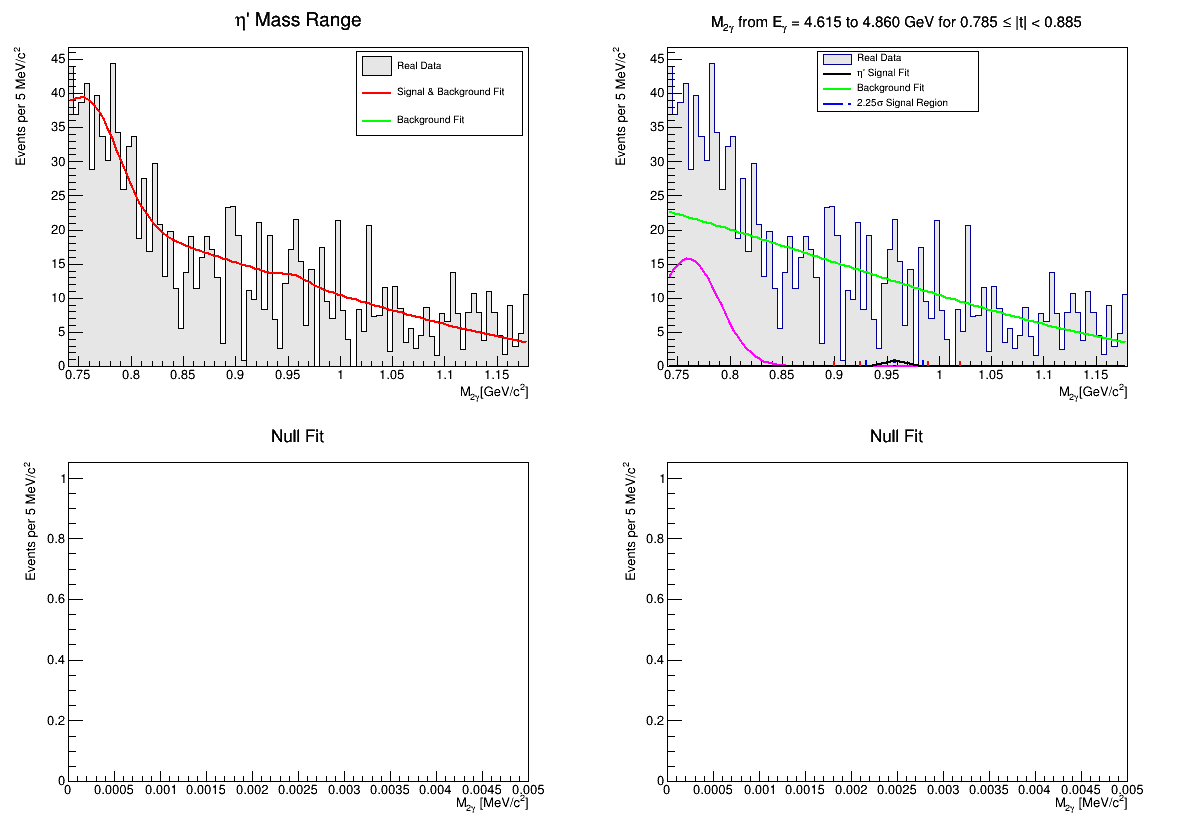 η' Mass Range
Events per 5 MeV/c²
45
40
35
30
25
20
15
10
5
0
Real Data
Signal & Background Fit
Background Fit
0.75 0.8 0.85 0.9 0.95 1 1.05 1.1 1.15
M₂γ[GeV/c²]
M₂γ from Eγ = 4.615 to 4.860 GeV for 0.785 ≤ |t| < 0.885
Events per 5 MeV/c²
45
40
35
30
25
20
15
10
5
0
Real Data
η' Signal Fit
Background Fit
2.25σ Signal Region
0.75 0.8 0.85 0.9 0.95 1 1.05 1.1 1.15
M₂γ[GeV/c²]
Null Fit
Events per 5 MeV/c²
1
0.8
0.6
0.4
0.2
0
0 0.0005 0.001 0.0015 0.002 0.0025 0.003 0.0035 0.004 0.0045 0.005
M₂γ [MeV/c²]
Null Fit
Events per 5 MeV/c²
1
0.8
0.6
0.4
0.2
0
0 0.0005 0.001 0.0015 0.002 0.0025 0.003 0.0035 0.004 0.0045 0.005
M₂γ [MeV/c²]